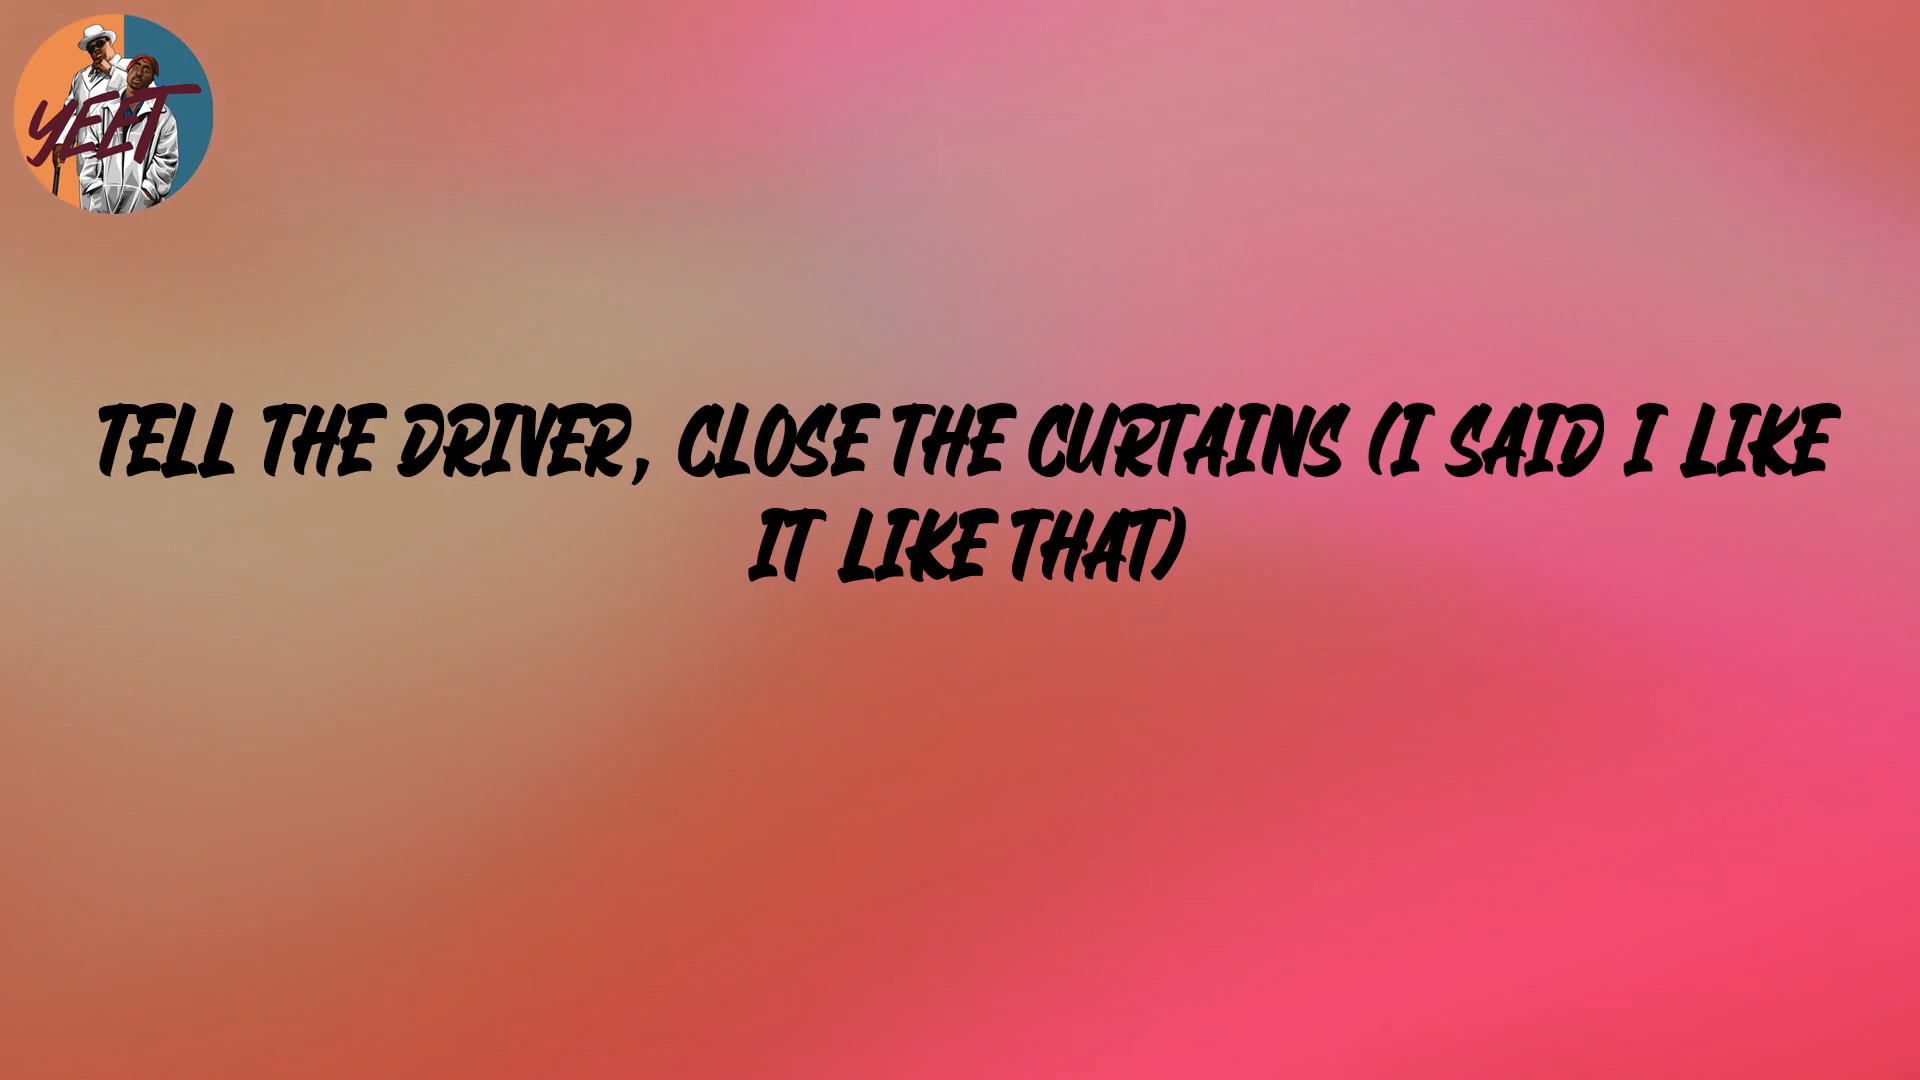 YEET
TELL THE DRIVER, CLOSE THE CURTAINS (I SAID I LIKE
IT LIKE THAT)